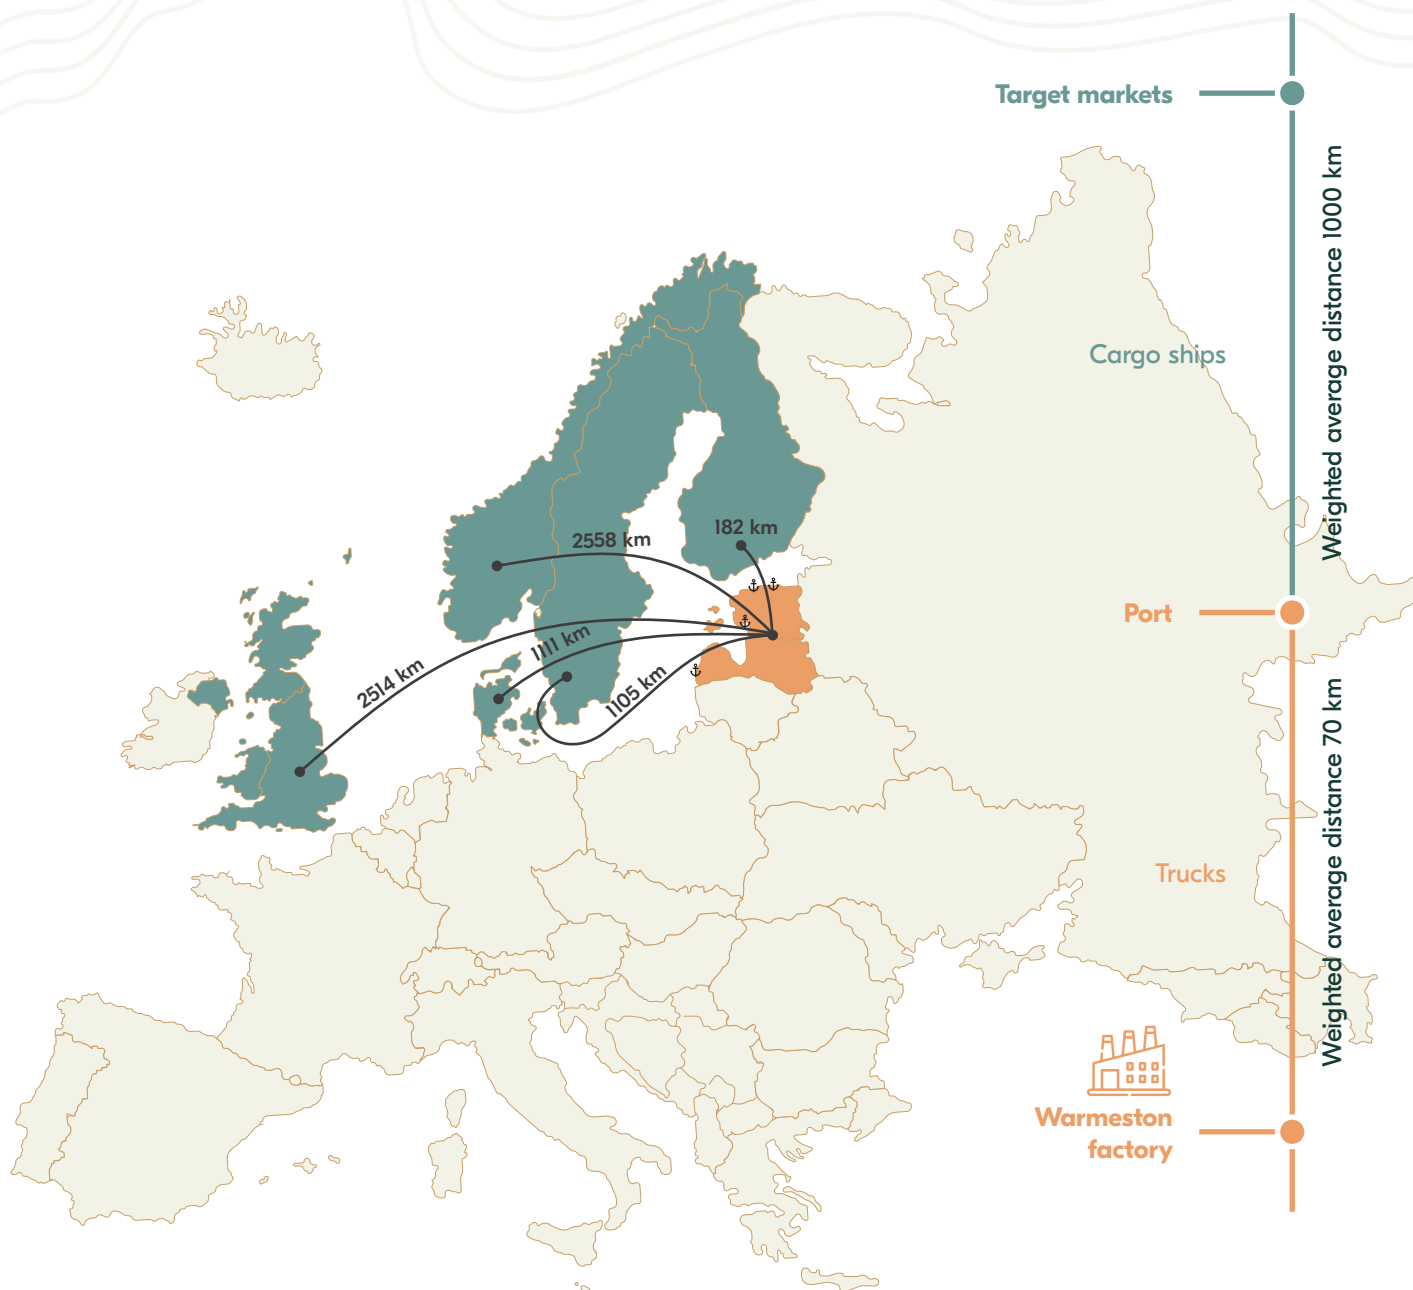 Target markets
Weighted average distance 1000 km
Cargo ships
182 km
2558 km
Port
1111 km
2514 km
1105 km
Weighted average distance 70 km
Trucks
Warmeston
factory